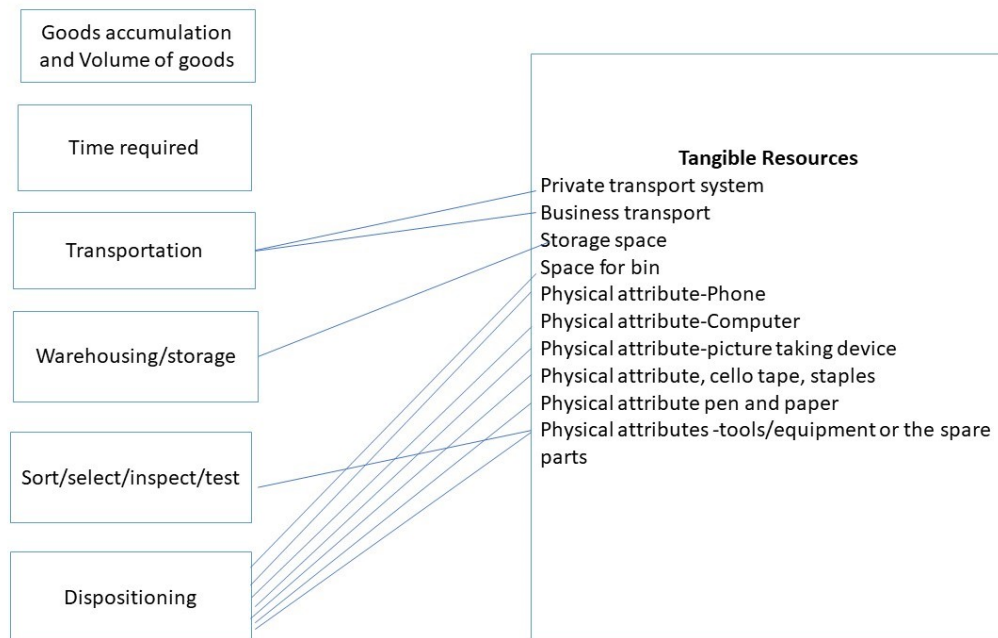 Goods accumulation
and Volume of goods
Time required
Transportation
Warehousing/storage
Sort/select/inspect/test
Dispositioning
Tangible Resources
Private transport system
Business transport
Storage space
Space for bin
Physical attribute-Phone
Physical attribute-Computer
Physical attribute-picture taking device
Physical attribute, cello tape, staples
Physical attribute pen and paper
Physical attributes -tools/equipment or the spare
parts